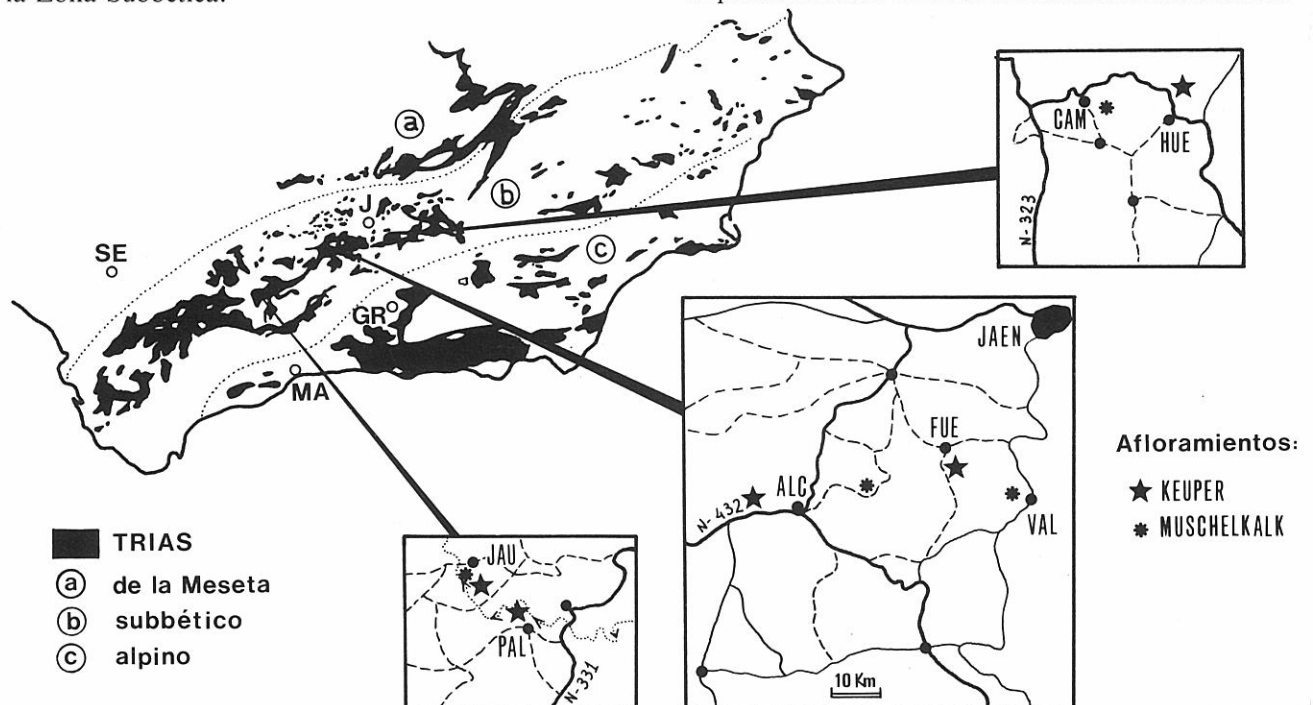 la Zona Subbética.
a
b
c
J
SE
GR
MA
CAM
HUE
N-323
JAEN
FUE
ALC
N-432
VAL
10 Km
JAU
PAL
N-331
TRIAS
a de la Meseta
b subbético
c alpino
Afloramientos:
KEUPER
MUSCHELKALK